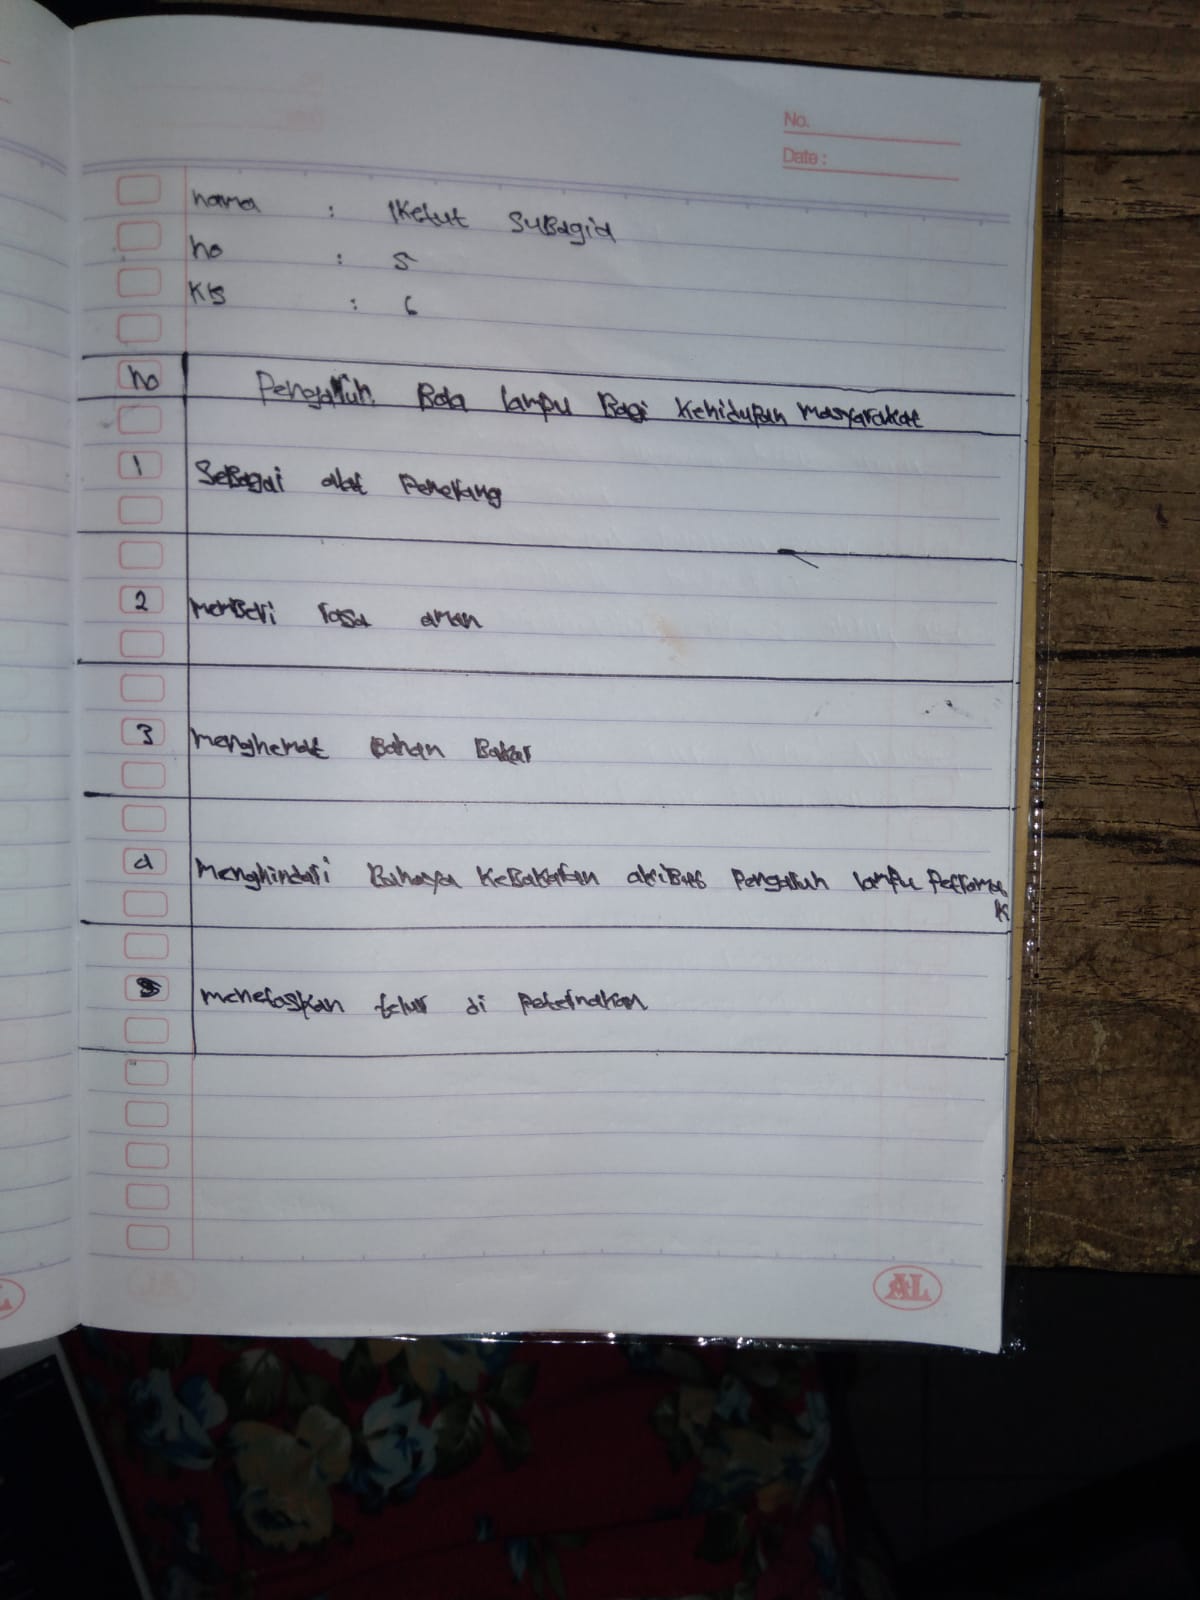 No.
Date :
nama : IKetut SuBagia
no : 5
Kls : 6
no Pengaruh Bola lampu Bagi Kehidupan masyarakat
1 SeBagai alat Penerang
2 memBeri rasa aman
3 menghemat Bahan Bakar
4 Menghindari Bahaya KeBakaran akiBat Pengaruh lampu Petroma
k
5 menetaskan telur di Peternakan
AL